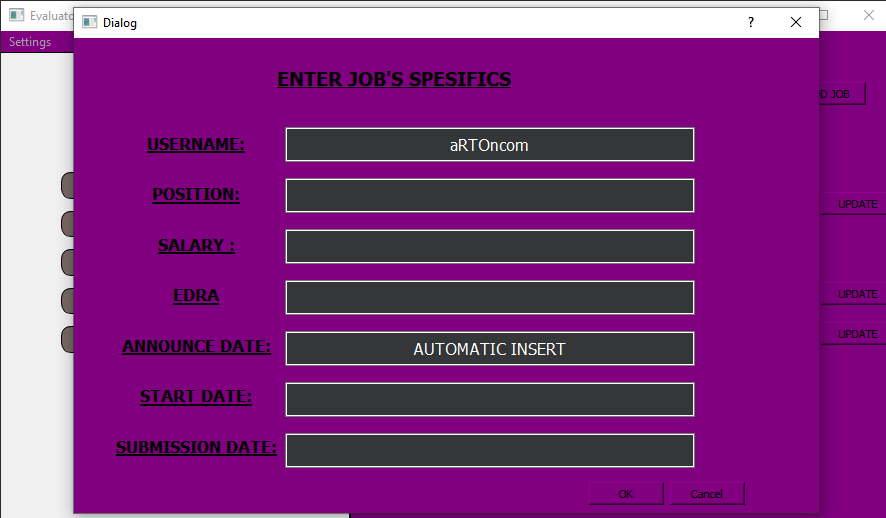 Evaluato
Dialog
?
Settings
ENTER JOB'S SPESIFICS
D JOB
USERNAME:
aRTOncom
POSITION:
UPDATE
SALARY :
EDRA
UPDATE
ANNOUNCE DATE:
AUTOMATIC INSERT
UPDATE
START DATE:
SUBMISSION DATE:
OK
Cancel